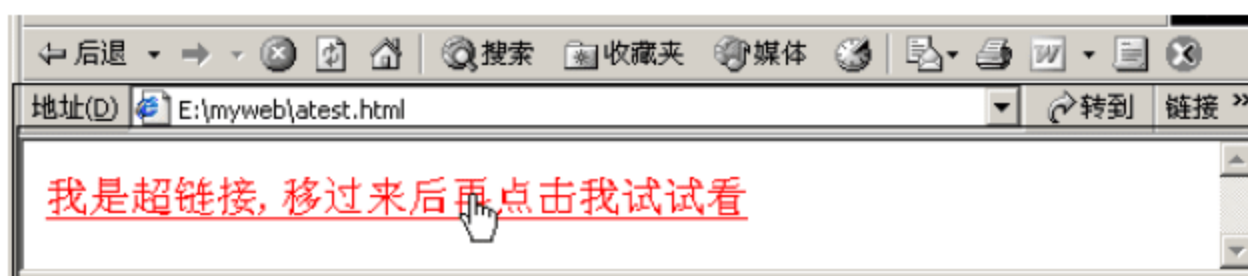 后退 搜索 收藏夹 媒体
地址(D) E:\myweb\atest.html 转到 链接 »
我是超链接,移过来后再点击我试试看